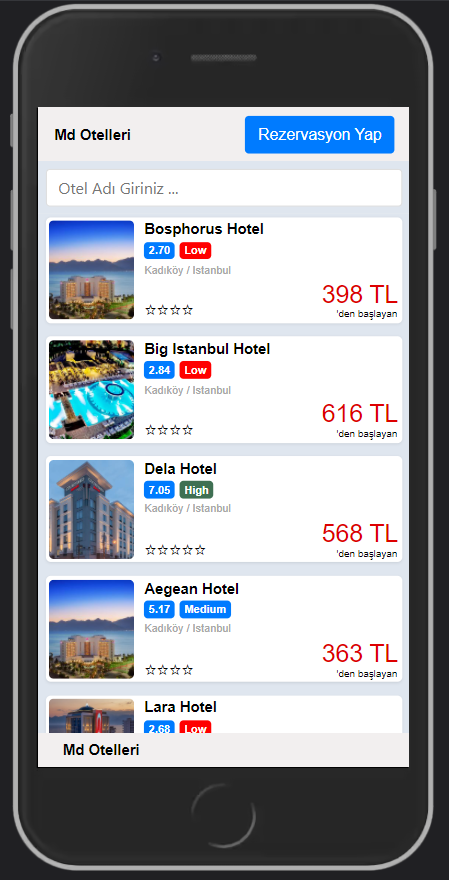 Md Otelleri
Rezervasyon Yap
Otel Adı Giriniz ...
Bosphorus Hotel
2.70 Low
Kadıköy / Istanbul
398 TL
☆☆☆☆
'den başlayan
Big Istanbul Hotel
2.84 Low
Kadıköy / Istanbul
616 TL
☆☆☆☆
'den başlayan
Dela Hotel
7.05 High
Kadıköy / Istanbul
568 TL
☆☆☆☆☆
'den başlayan
Aegean Hotel
5.17 Medium
Kadıköy / Istanbul
363 TL
☆☆☆☆
'den başlayan
Lara Hotel
2.68 Low
Md Otelleri